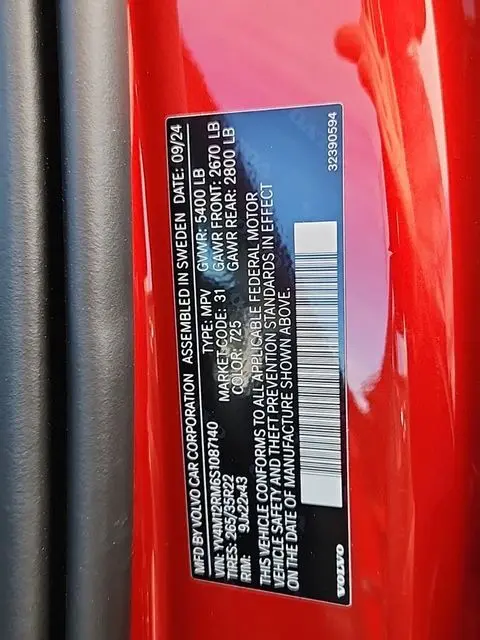 MFD BY VOLVO CAR CORPORATION ASSEMBLED IN SWEDEN DATE: 09/24
VIN: YV4M12RM6S1087140 TYPE: MPV GVWR: 5400 LB
TIRES: 265/35R22 MARKET CODE: 31 GAWR FRONT: 2670 LB
RIM: 9Jx22x43 COLOR: 725 GAWR REAR: 2800 LB
THIS VEHICLE CONFORMS TO ALL APPLICABLE FEDERAL MOTOR
VEHICLE SAFETY AND THEFT PREVENTION STANDARDS IN EFFECT
ON THE DATE OF MANUFACTURE SHOWN ABOVE.
VOLVO 32390594